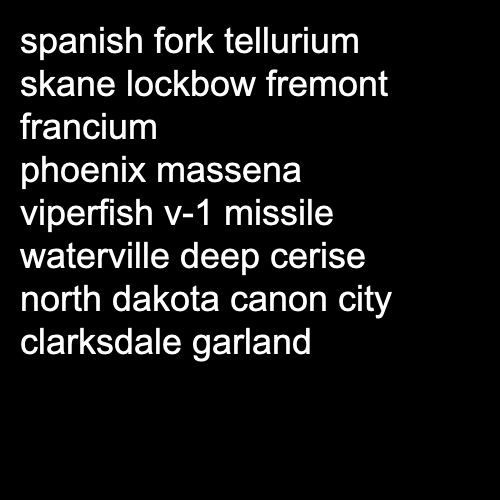 spanish fork tellurium
skane lockbow fremont
francium
phoenix massena
viperfish v-1 missile
waterville deep cerise
north dakota canon city
clarksdale garland